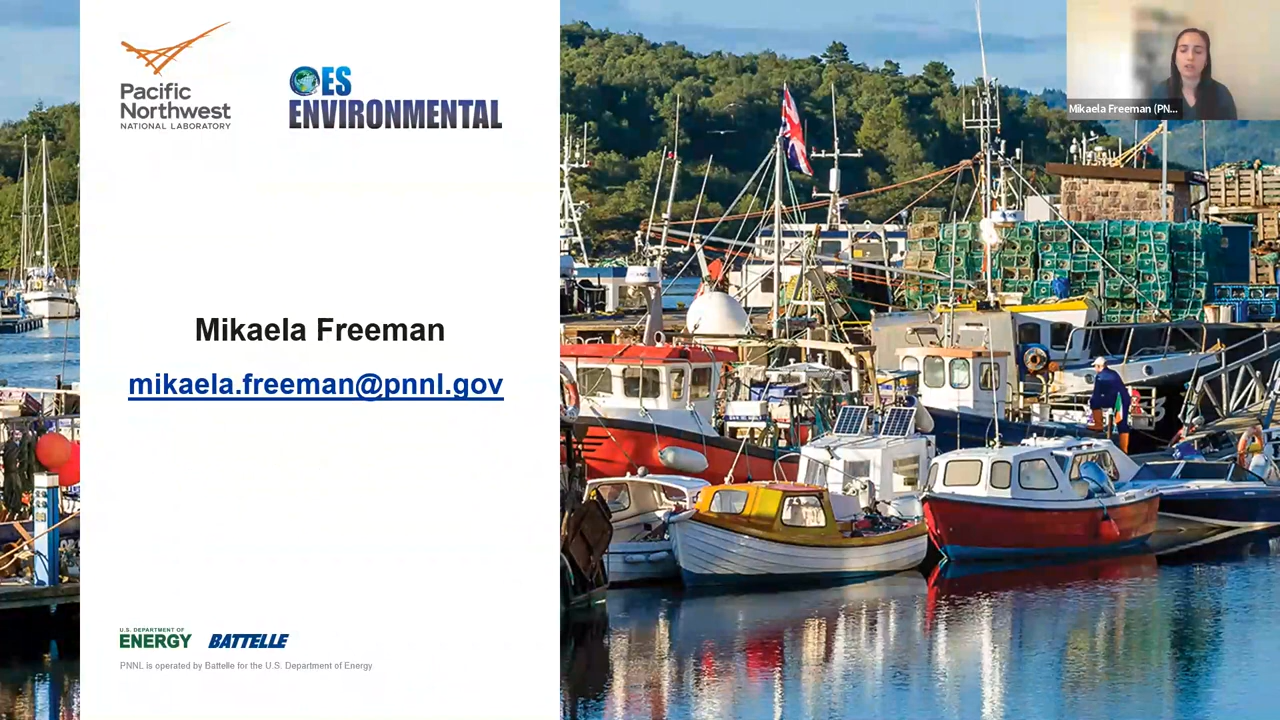 Pacific
Northwest
NATIONAL LABORATORY
OES
ENVIRONMENTAL
Mikaela Freeman (PN...
Mikaela Freeman
mikaela.freeman@pnnl.gov
U.S. DEPARTMENT OF
ENERGY
BATTELLE
PNNL is operated by Battelle for the U.S. Department of Energy